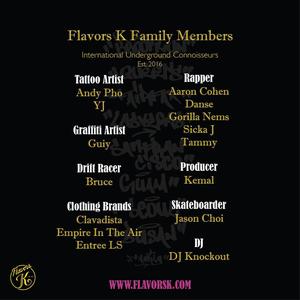 Flavors K Family Members
International Underground Connoisseurs
Est. 2016
Tattoo Artist
Andy Pho
YJ
Graffiti Artist
Guiy
Drift Racer
Bruce
Clothing Brands
Clavadista
Empire In The Air
Entree LS
Rapper
Aaron Cohen
Danse
Gorilla Nems
Sicka J
Tammy
Producer
Kemal
Skateboarder
Jason Choi
DJ
DJ Knockout
Flavors
K
WWW.FLAVORSK.COM